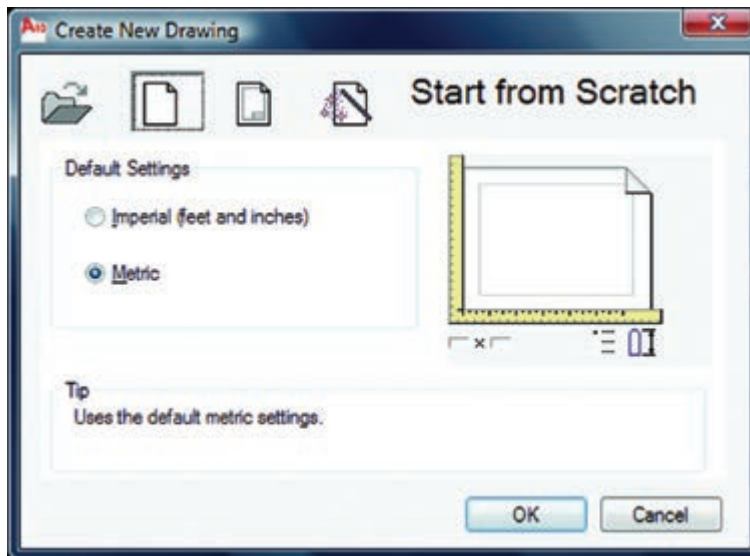 Create New Drawing
Start from Scratch
Default Settings
Imperial (feet and inches)
Metric
Tip
Uses the default metric settings.
OK
Cancel